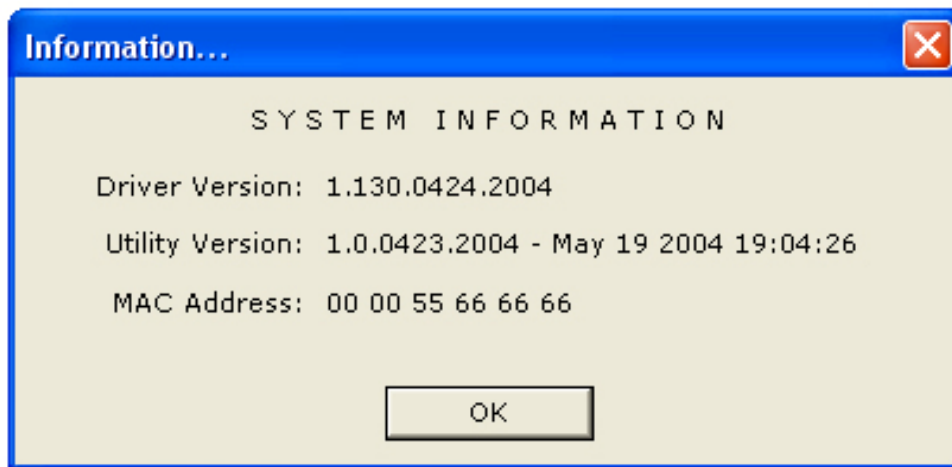 Information...
SYSTEM INFORMATION
Driver Version: 1.130.0424.2004
Utility Version: 1.0.0423.2004 - May 19 2004 19:04:26
MAC Address: 00 00 55 66 66 66
OK